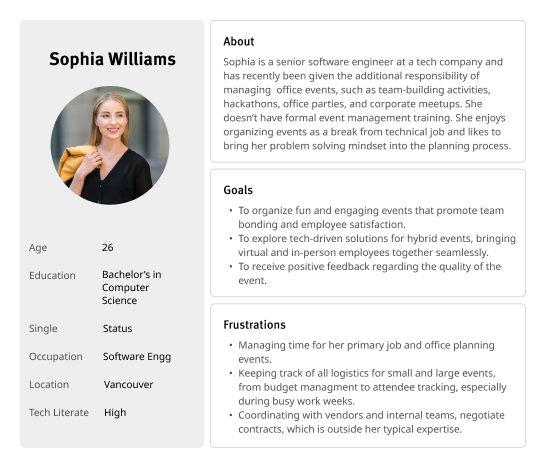 Sophia Williams
Age 26
Education Bachelor's in
Computer
Science
Single Status
Occupation Software Engg
Location Vancouver
Tech Literate High
About
Sophia is a senior software engineer at a tech company and
has recently been given the additional responsibility of
managing office events, such as team-building activities,
hackathons, office parties, and corporate meetups. She
doesn't have formal event management training. She enjoys
organizing events as a break from technical job and likes to
bring her problem solving mindset into the planning process.
Goals
• To organize fun and engaging events that promote team
bonding and employee satisfaction.
• To explore tech-driven solutions for hybrid events, bringing
virtual and in-person employees together seamlessly.
• To receive positive feedback regarding the quality of the
event.
Frustrations
• Managing time for her primary job and office planning
events.
• Keeping track of all logistics for small and large events,
from budget managment to attendee tracking, especially
during busy work weeks.
• Coordinating with vendors and internal teams, negotiate
contracts, which is outside her typical expertise.